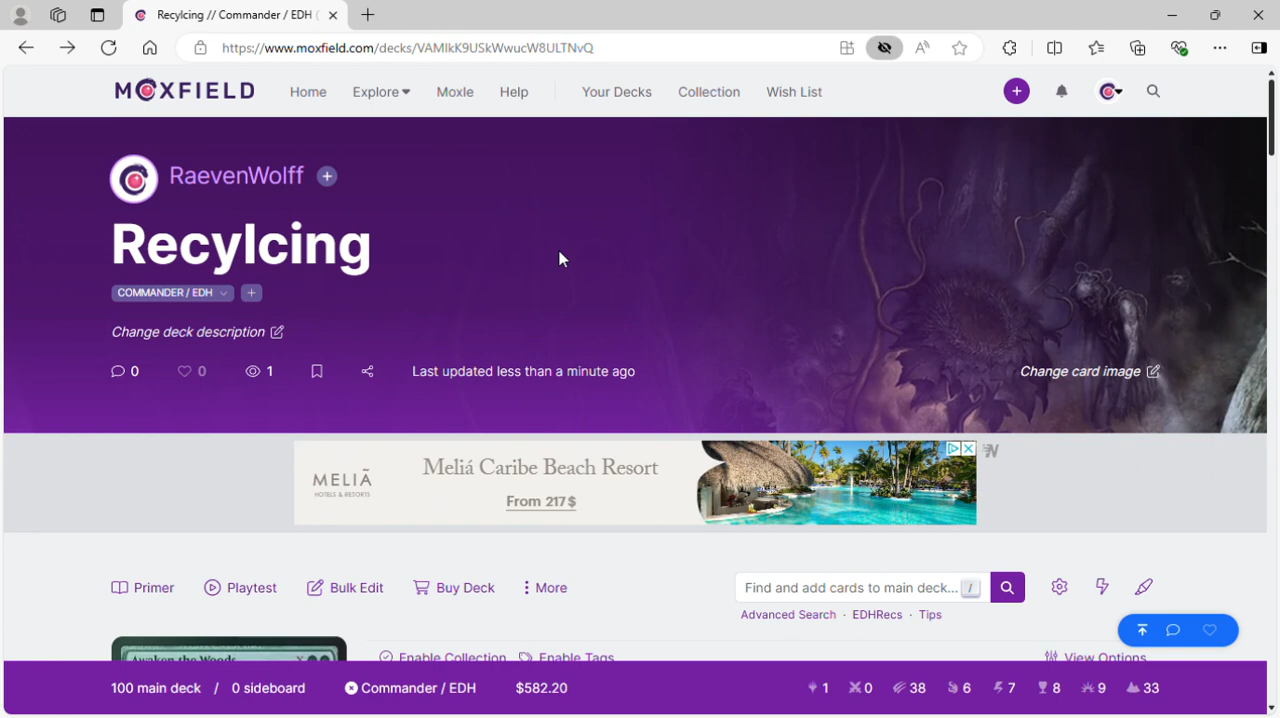 Recylcing // Commander / EDH (
https://www.moxfield.com/decks/VAMlkK9USkWwucW8ULTNvQ
MOXFIELD
Home Explore Moxle Help Your Decks Collection Wish List
RaevenWolff
Recylcing
COMMANDER / EDH
Change deck description
0 0 1 Last updated less than a minute ago Change card image
MELIÃ
HOTELS & RESORTS
Meliá Caribe Beach Resort
From 217 $
Primer Playtest Bulk Edit Buy Deck More Find and add cards to main deck... /
Advanced Search · EDHRecs · Tips
Awaken the Woods X
Enable Collection Enable Tags View Options
100 main deck / 0 sideboard Commander / EDH $582.20 1 0 38 6 7 8 9 33